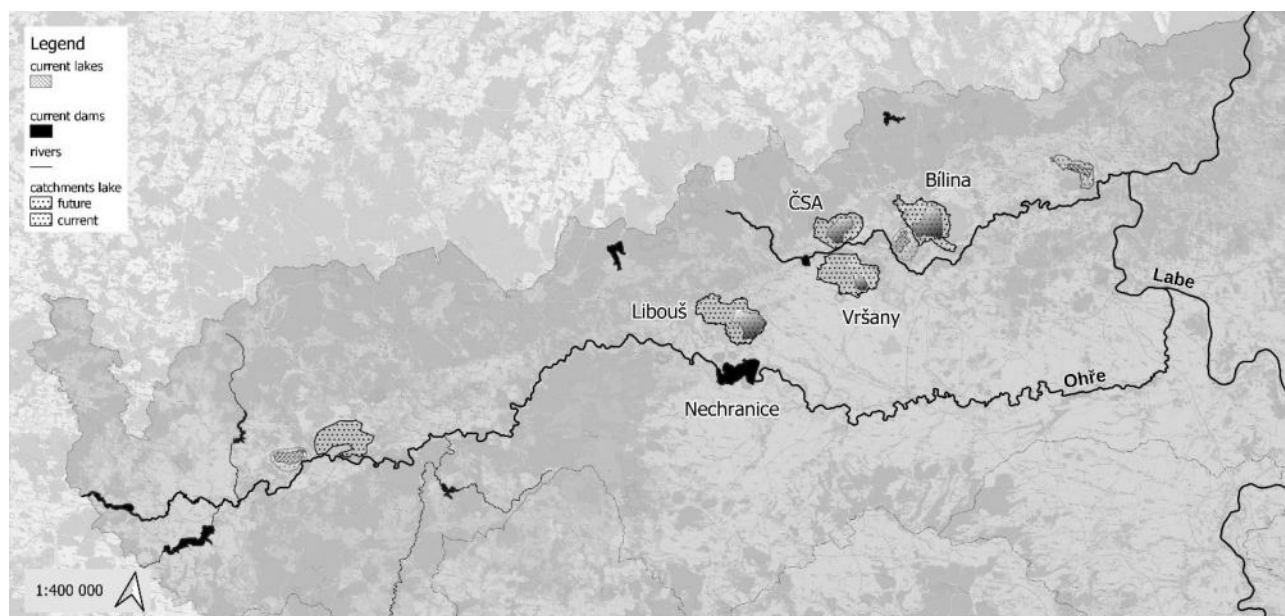 Legend
current lakes
current dams
rivers
catchments lake
future
current
Bílina
ČSA
Labe
Libouš
Vršany
Ohře
Nechranice
1:400 000